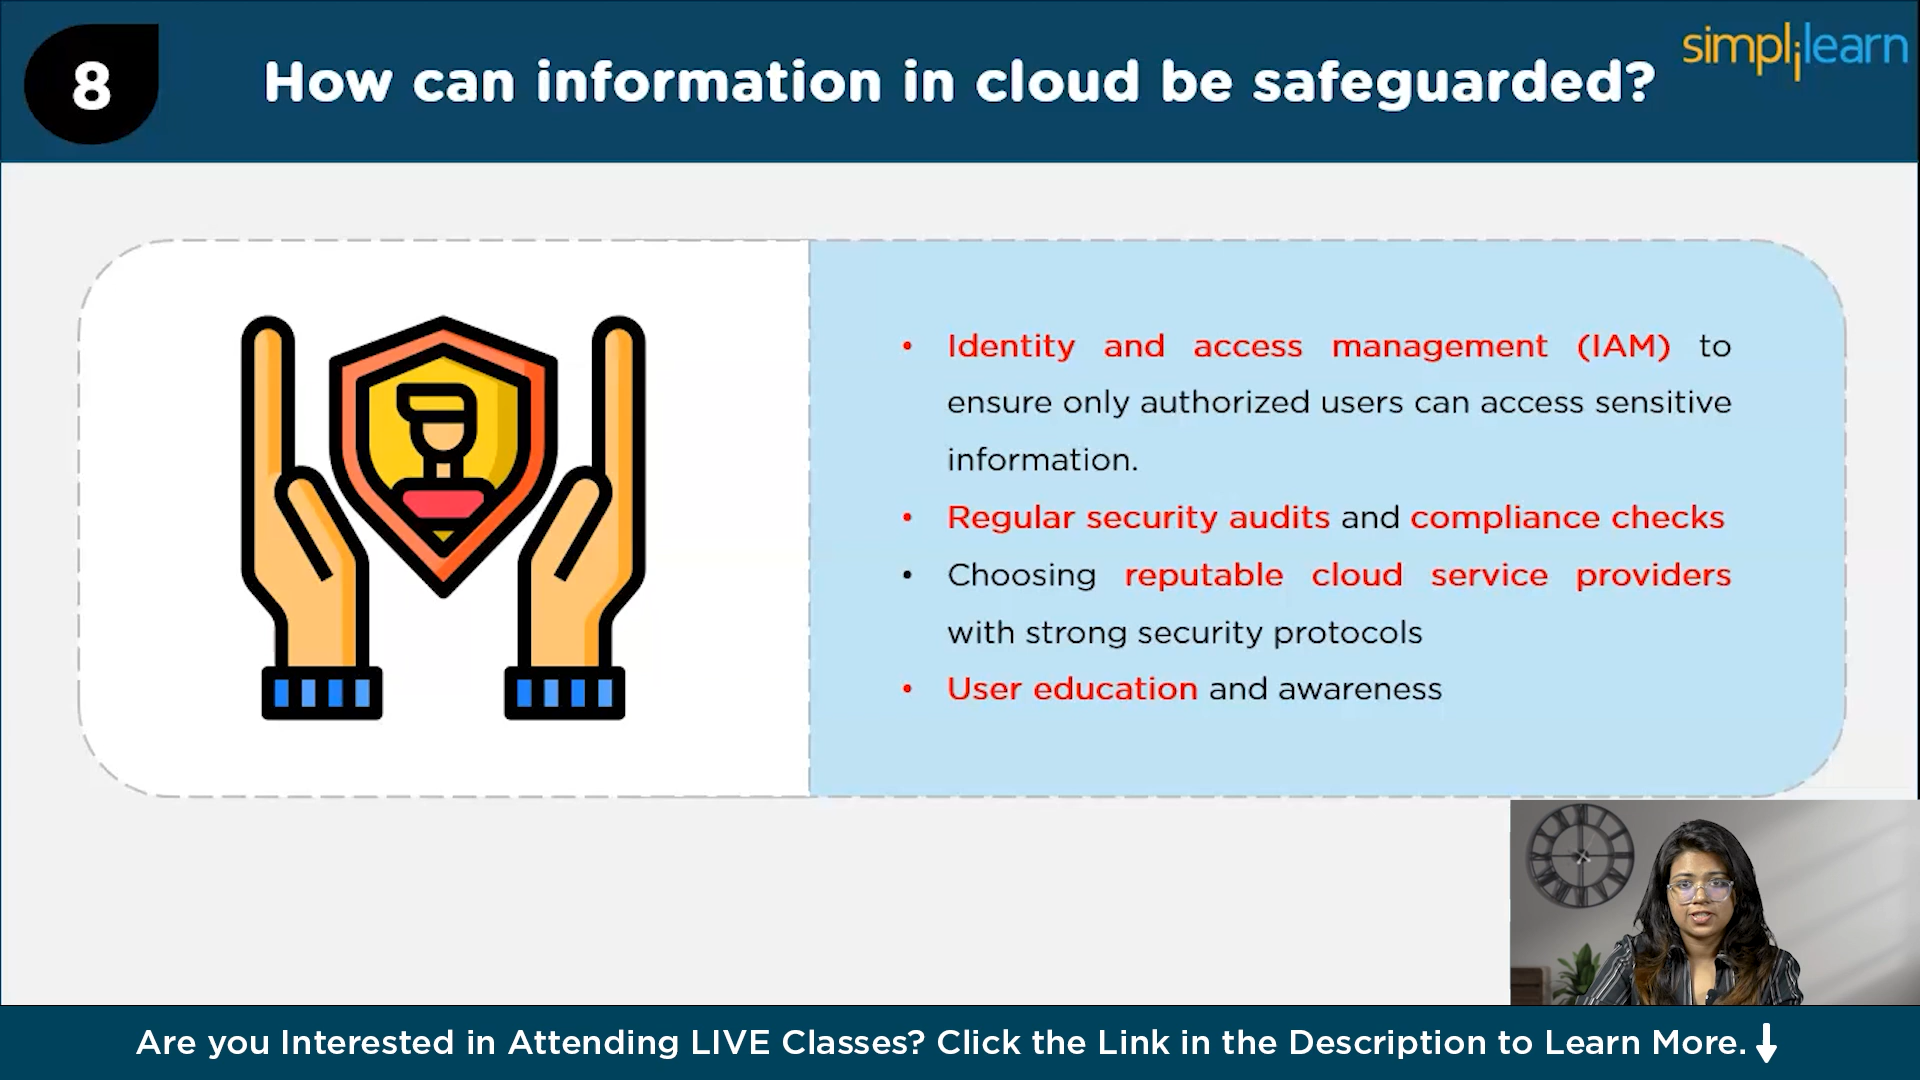 8
How can information in cloud be safeguarded?
simplilearn
• Identity and access management (IAM) to
ensure only authorized users can access sensitive
information.
• Regular security audits and compliance checks
• Choosing reputable cloud service providers
with strong security protocols
• User education and awareness
Are you Interested in Attending LIVE Classes? Click the Link in the Description to Learn More.